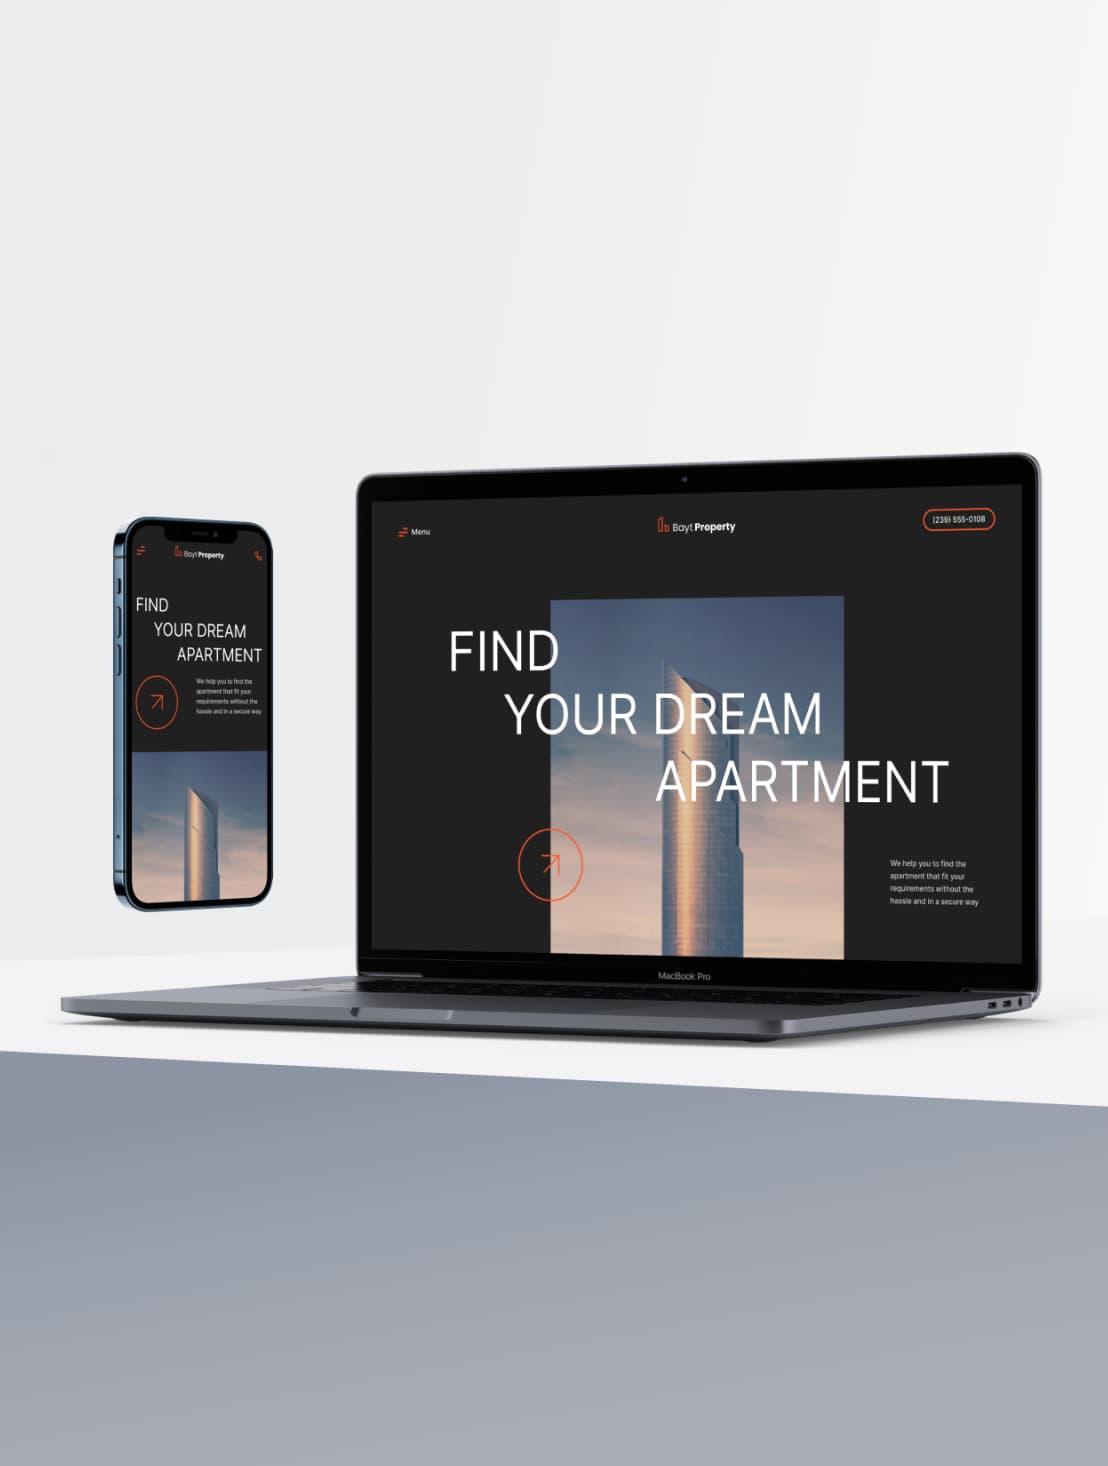 Bayt Property
FIND
YOUR DREAM
APARTMENT
We help you to find the
apartment that fit your
requirements without the
hassle and in a secure way
Menu
Bayt Property
(239) 555-0108
FIND
YOUR DREAM
APARTMENT
We help you to find the
apartment that fit your
requirements without the
hassle and in a secure way
MacBook Pro